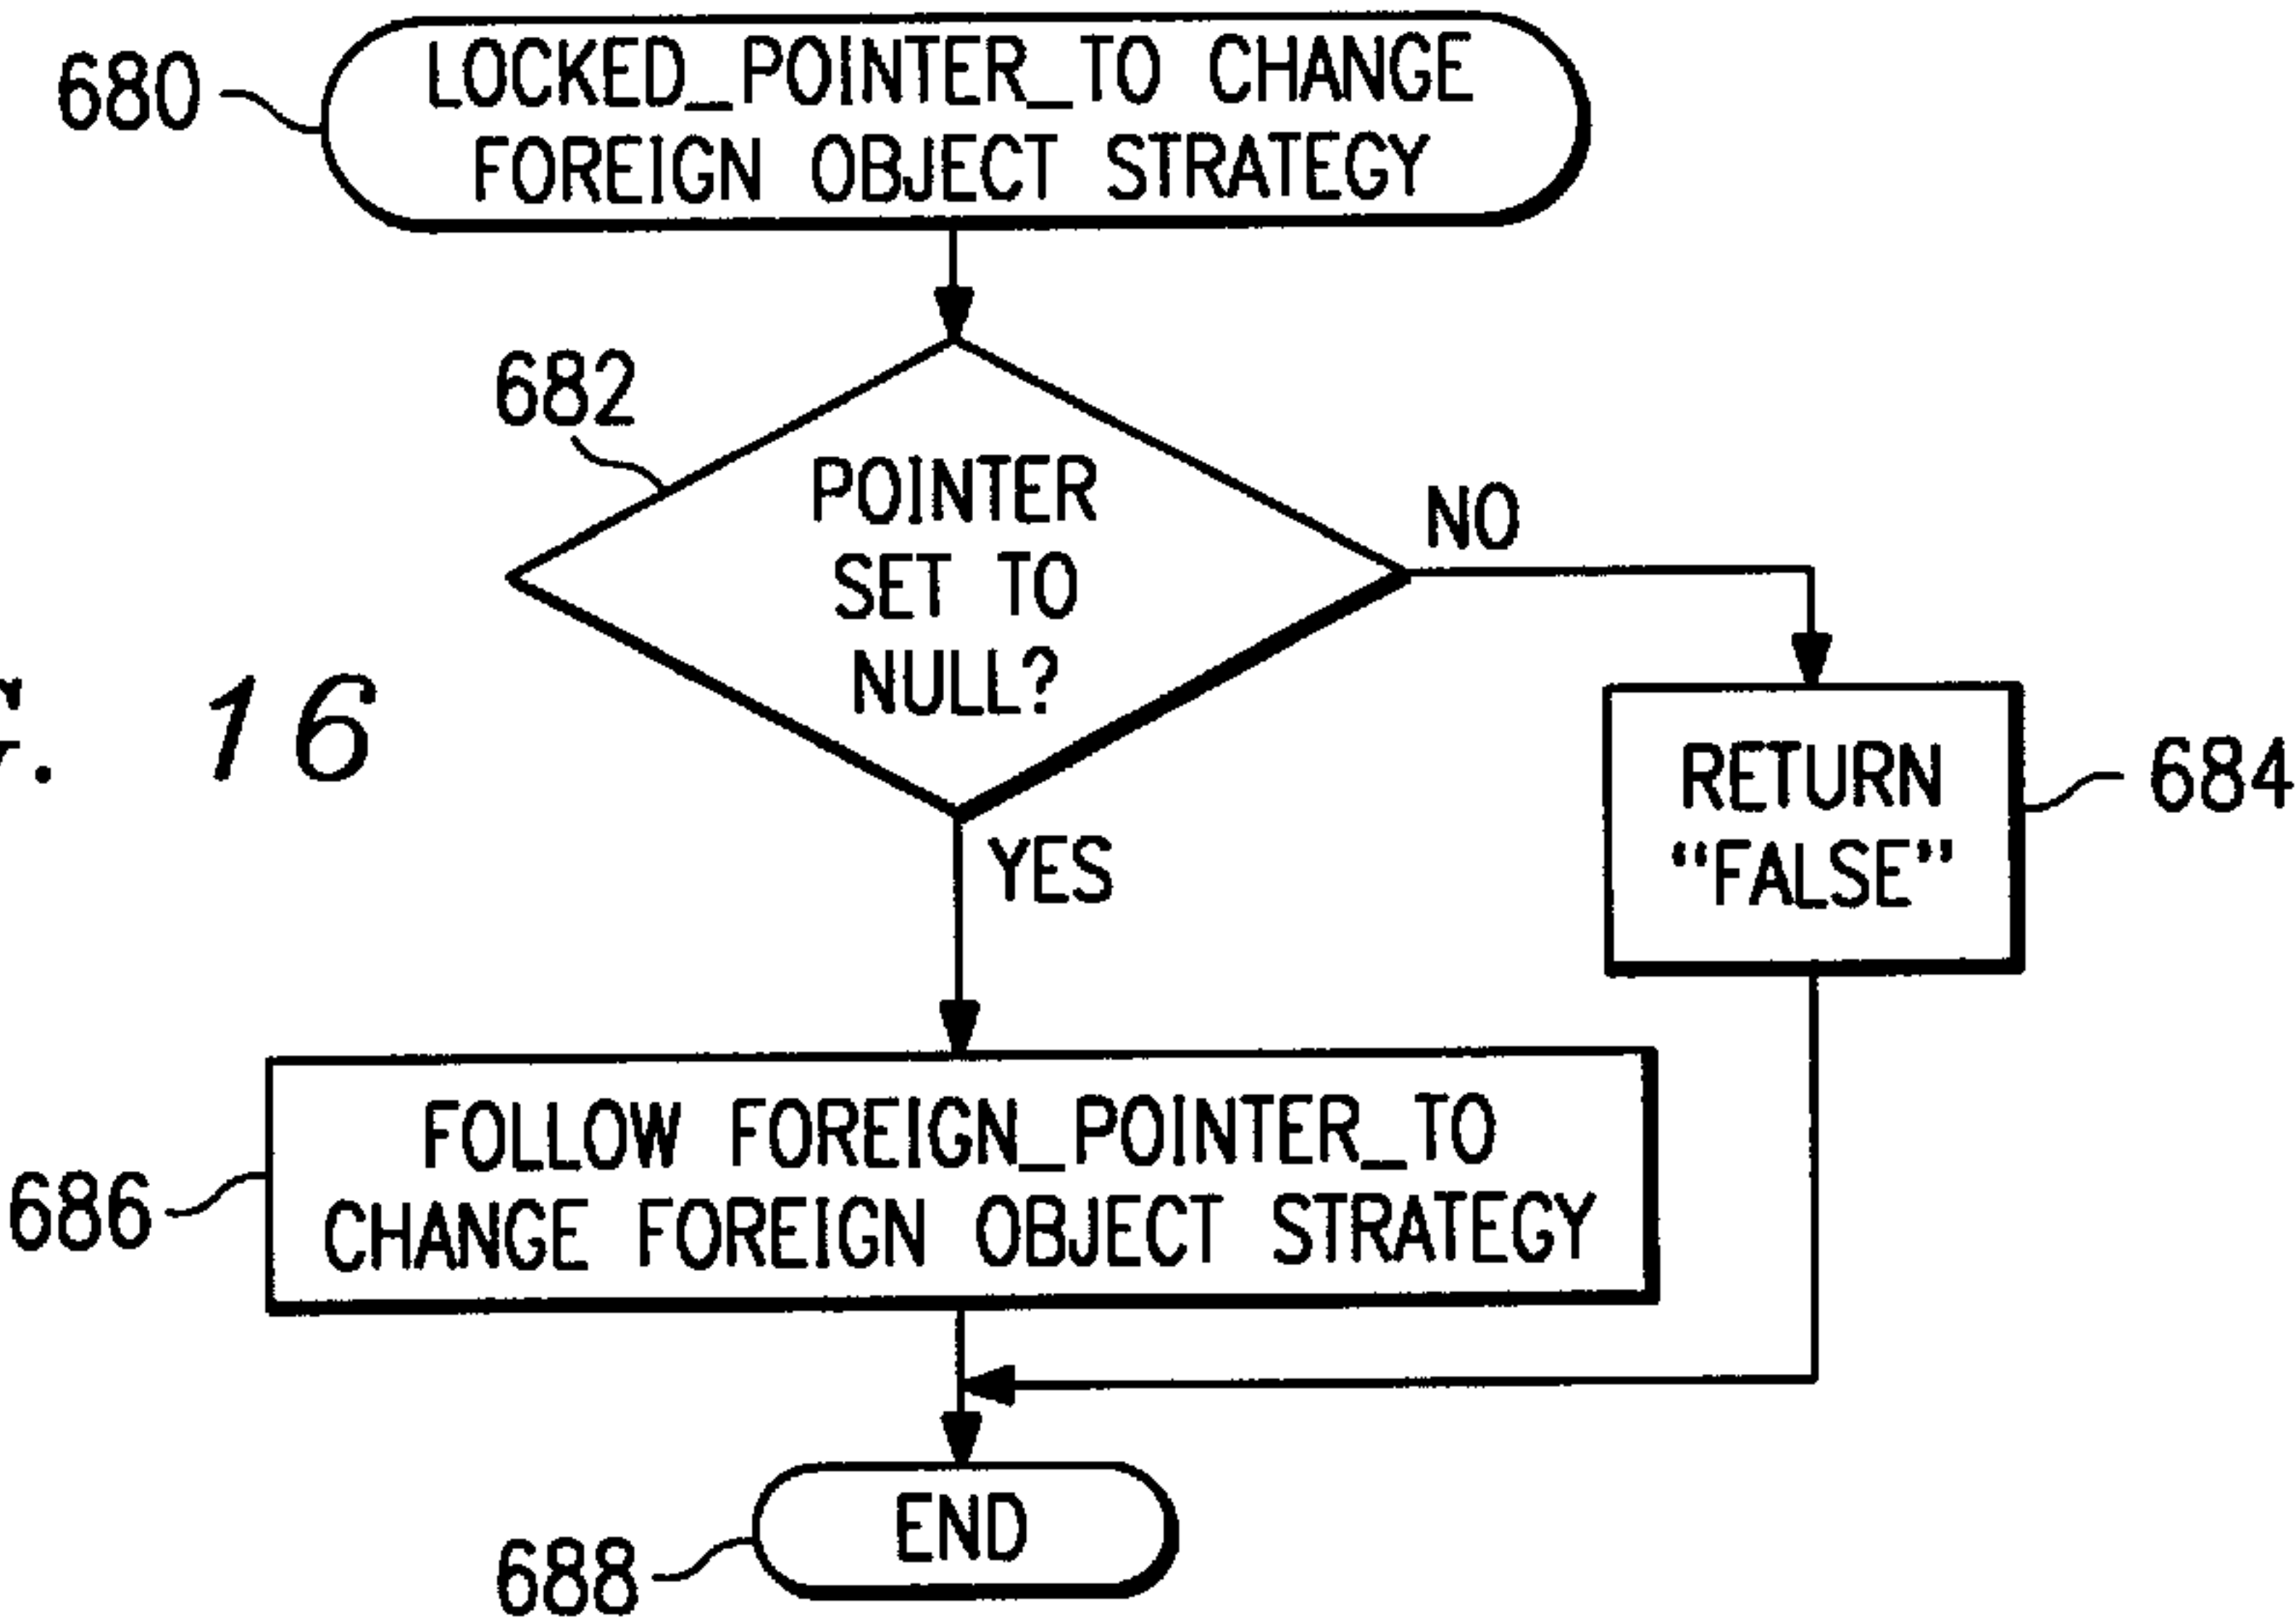 680
LOCKED_POINTER_TO CHANGE
FOREIGN OBJECT STRATEGY
682
POINTER
SET TO
NULL?
NO
YES
16
RETURN
"FALSE"
684
686
FOLLOW FOREIGN_POINTER_TO
CHANGE FOREIGN OBJECT STRATEGY
688
END